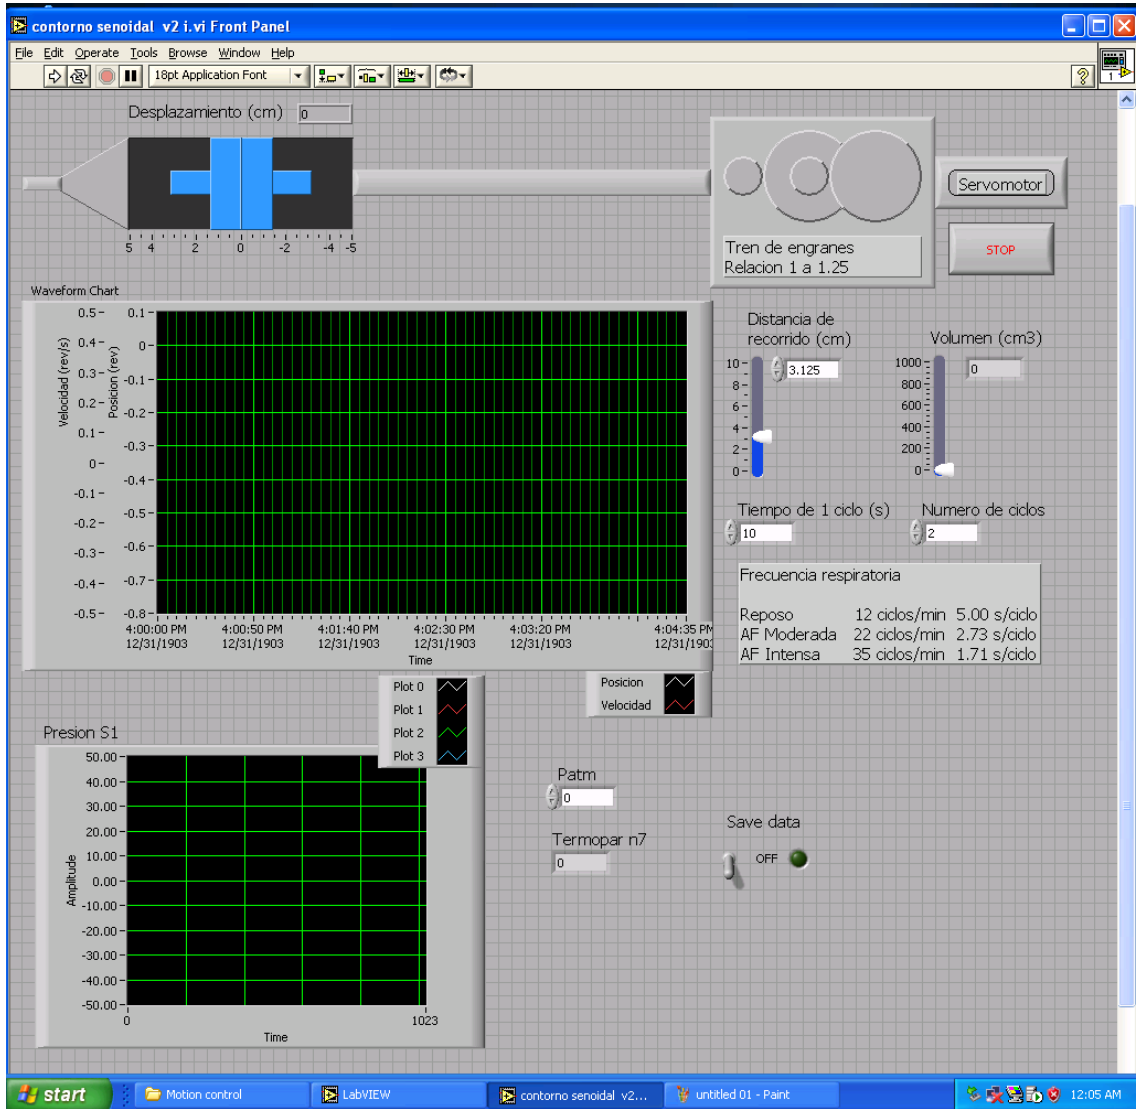 contorno senoidal v2 i.vi Front Panel
File Edit Operate Tools Browse Window Help
18pt Application Font
1
Desplazamiento (cm) 0
5 4 2 0 -2 -4 -5
Tren de engranes
Relacion 1 a 1.25
Servomotor
STOP
Waveform Chart
Velocidad (rev/s)
0.5
0.4
0.3
0.2
0.1
0
-0.1
-0.2
-0.3
-0.4
-0.5
Posicion (rev)
0.1
0
-0.1
-0.2
-0.3
-0.4
-0.5
-0.6
-0.7
-0.8
4:00:00 PM 4:00:50 PM 4:01:40 PM 4:02:30 PM 4:03:20 PM 4:04:35 PM
12/31/1903 12/31/1903 12/31/1903 12/31/1903 12/31/1903 12/31/1903
Time
Distancia de
recorrido (cm)
3.125
10
8
6
4
2
0
Volumen (cm3)
0
1000
800
600
400
200
0
Tiempo de 1 ciclo (s)
10
Numero de ciclos
2
Frecuencia respiratoria
Reposo 12 ciclos/min 5.00 s/ciclo
AF Moderada 22 ciclos/min 2.73 s/ciclo
AF Intensa 35 ciclos/min 1.71 s/ciclo
Plot 0
Plot 1
Plot 2
Plot 3
Posicion
Velocidad
Presion S1
Amplitude
50.00
40.00
30.00
20.00
10.00
0.00
-10.00
-20.00
-30.00
-40.00
-50.00
0 1023
Time
Patm
0
Termopar n7
0
Save data
OFF
start Motion control LabVIEW contorno senoidal v2... untitled 01 - Paint 12:05 AM